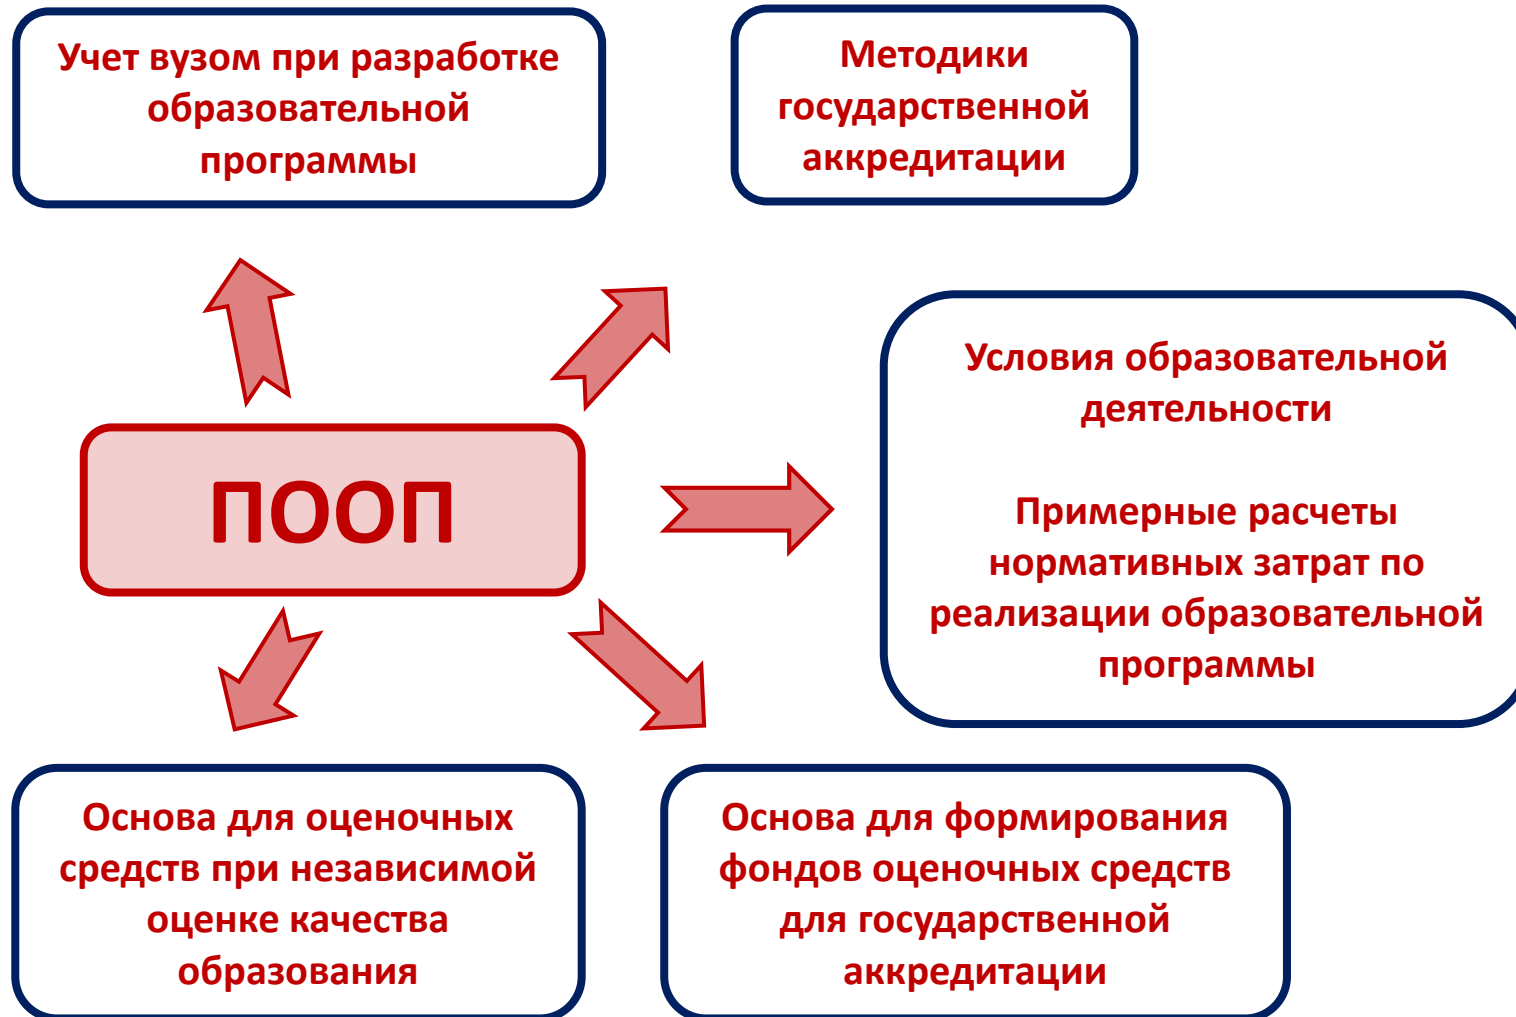 Учет вузом при разработке
образовательной
программы
Методики
государственной
аккредитации
Условия образовательной
деятельности
Примерные расчеты
нормативных затрат по
реализации образовательной
программы
ПООП
Основа для оценочных
средств при независимой
оценке качества
образования
Основа для формирования
фондов оценочных средств
для государственной
аккредитации